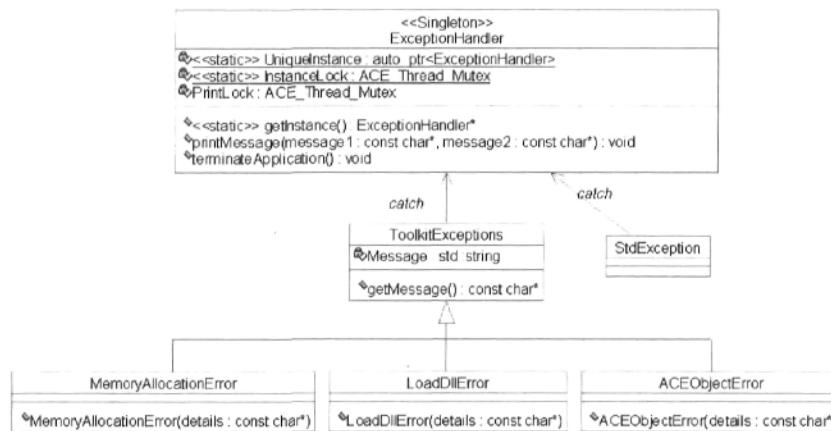 <<Singleton>>
ExceptionHandler
<<static>> UniqueInstance : auto_ptr<ExceptionHandler>
<<static>> InstanceLock : ACE_Thread_Mutex
PrintLock : ACE_Thread_Mutex
<<static>> getInstance() : ExceptionHandler*
printMessage(message1 : const char*, message2 : const char*) : void
terminateApplication() : void
catch
catch
ToolkitExceptions
Message : std string
getMessage() : const char*
StdException
MemoryAllocationError
MemoryAllocationError(details : const char*)
LoadDllError
LoadDllError(details : const char*)
ACEObjectError
ACEObjectError(details : const char*